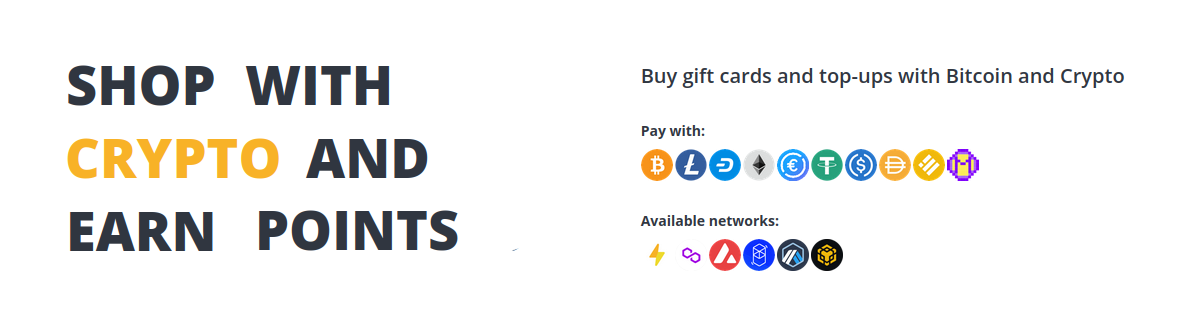 SHOP WITH
CRYPTO AND
EARN POINTS
Buy gift cards and top-ups with Bitcoin and Crypto
Pay with:
Available networks: